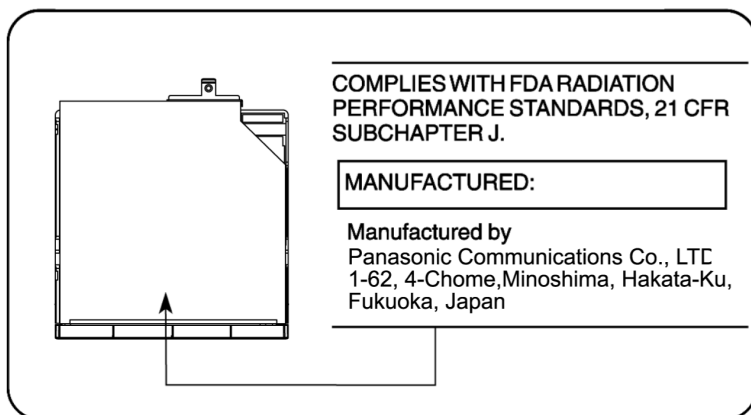 COMPLIES WITH FDA RADIATION
PERFORMANCE STANDARDS, 21 CFR
SUBCHAPTER J.
MANUFACTURED:
Manufactured by
Panasonic Communications Co., LTD
1-62, 4-Chome,Minoshima, Hakata-Ku,
Fukuoka, Japan